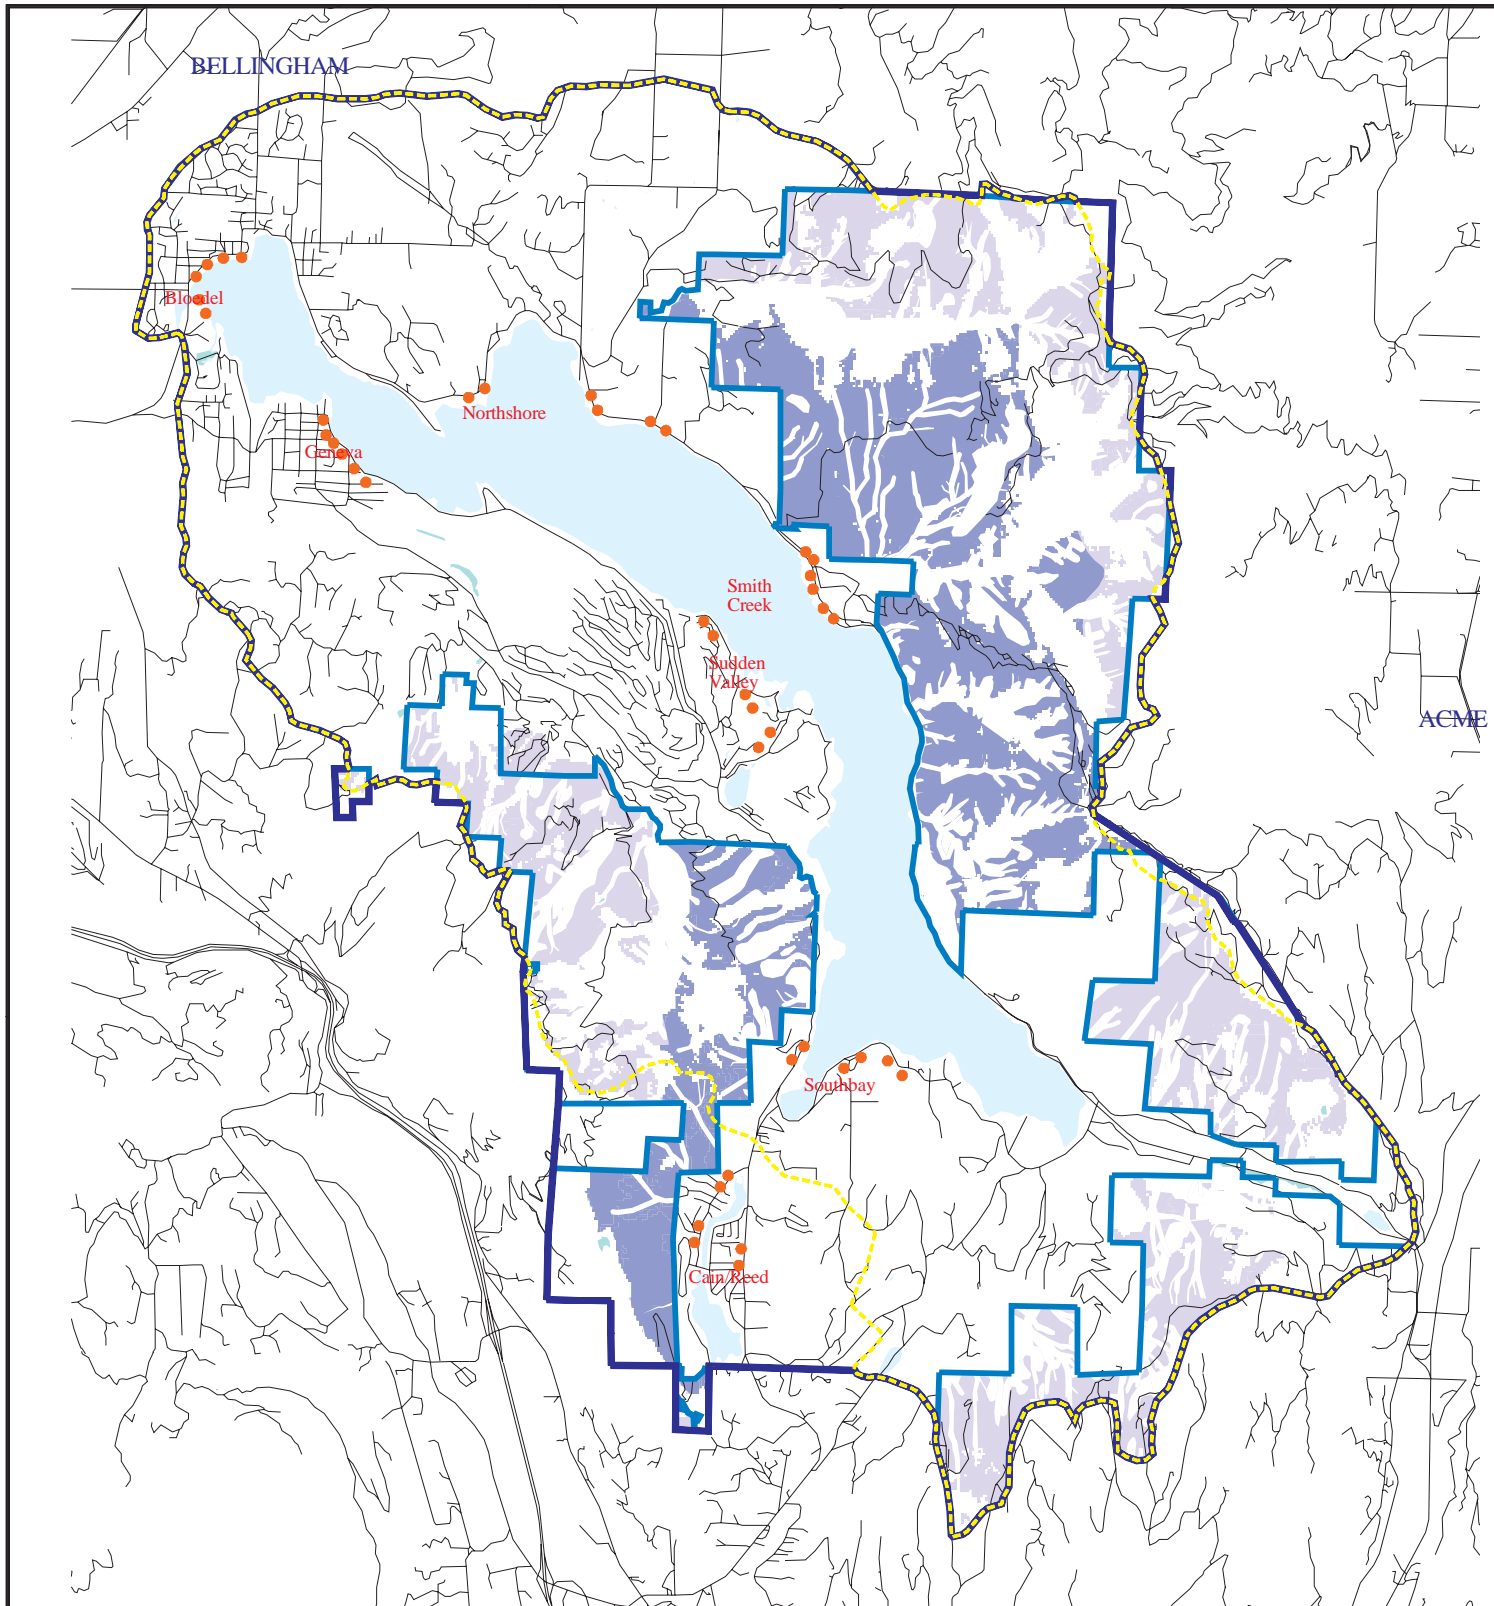 BELLINGHAM
Bloedel
Northshore
Geneva
Smith
Creek
Sudden
Valley
ACME
Southbay
Cain/Reed